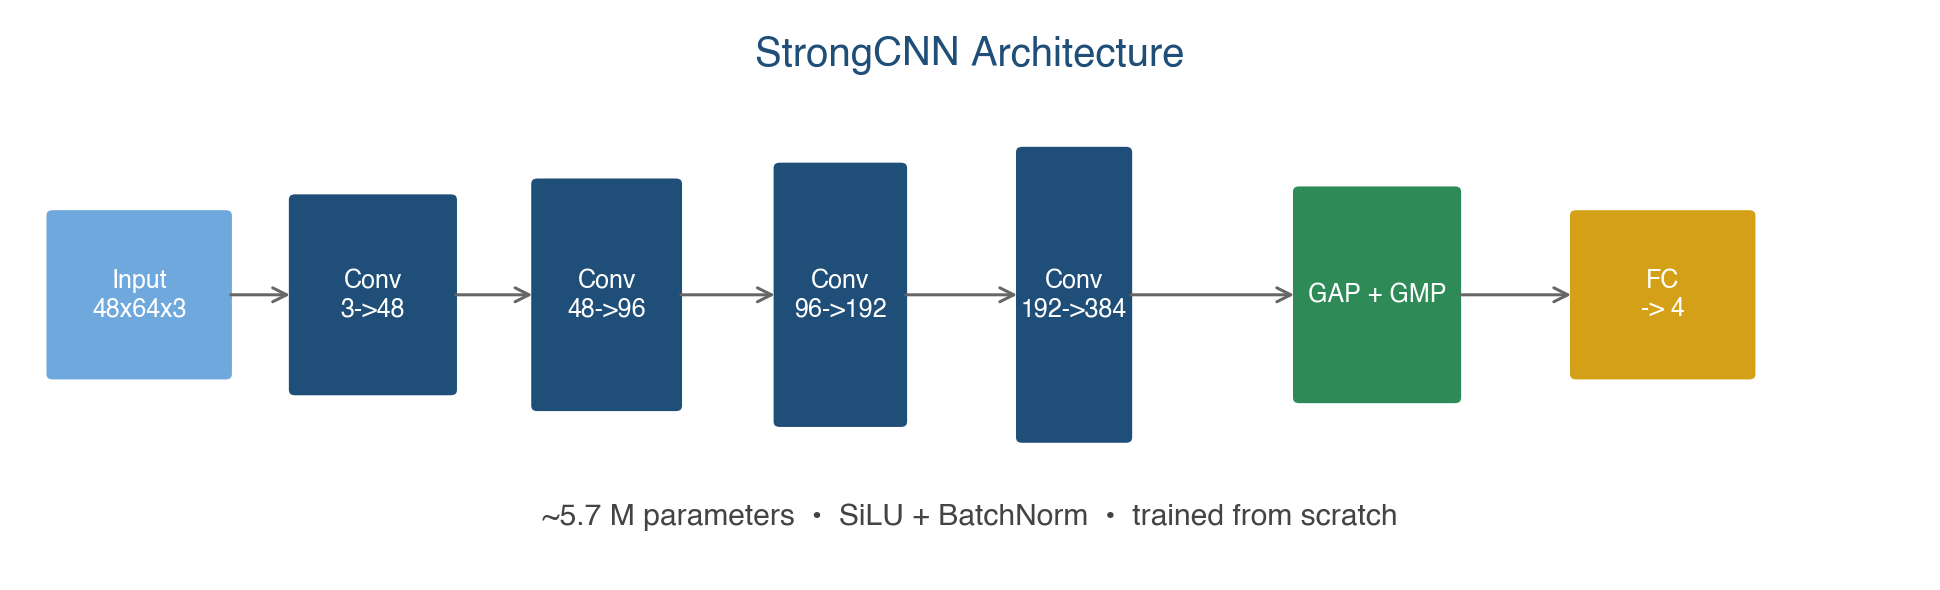 StrongCNN Architecture
Input
48x64x3
Conv
3->48
Conv
48->96
Conv
96->192
Conv
192->384
GAP + GMP
FC
-> 4
~5.7 M parameters • SiLU + BatchNorm • trained from scratch